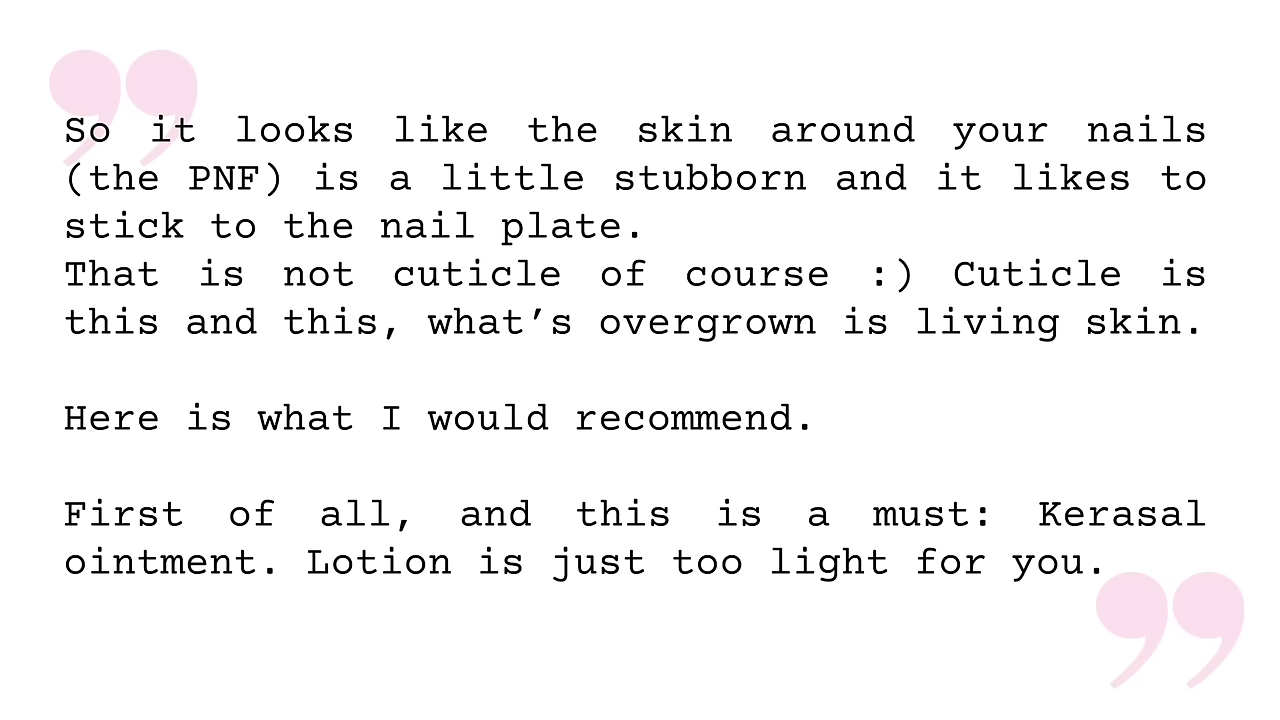 So it looks like the skin around your nails
(the PNF) is a little stubborn and it likes to
stick to the nail plate.
That is not cuticle of course :) Cuticle is
this and this, what’s overgrown is living skin.
Here is what I would recommend.
First of all, and this is a must: Kerasal
ointment. Lotion is just too light for you.